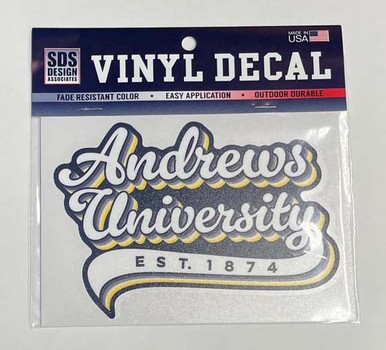 MADE IN
USA
SDS
DESIGN
ASSOCIATES
VINYL DECAL
FADE RESISTANT COLOR • EASY APPLICATION • OUTDOOR DURABLE
Andrews
University
EST. 1874